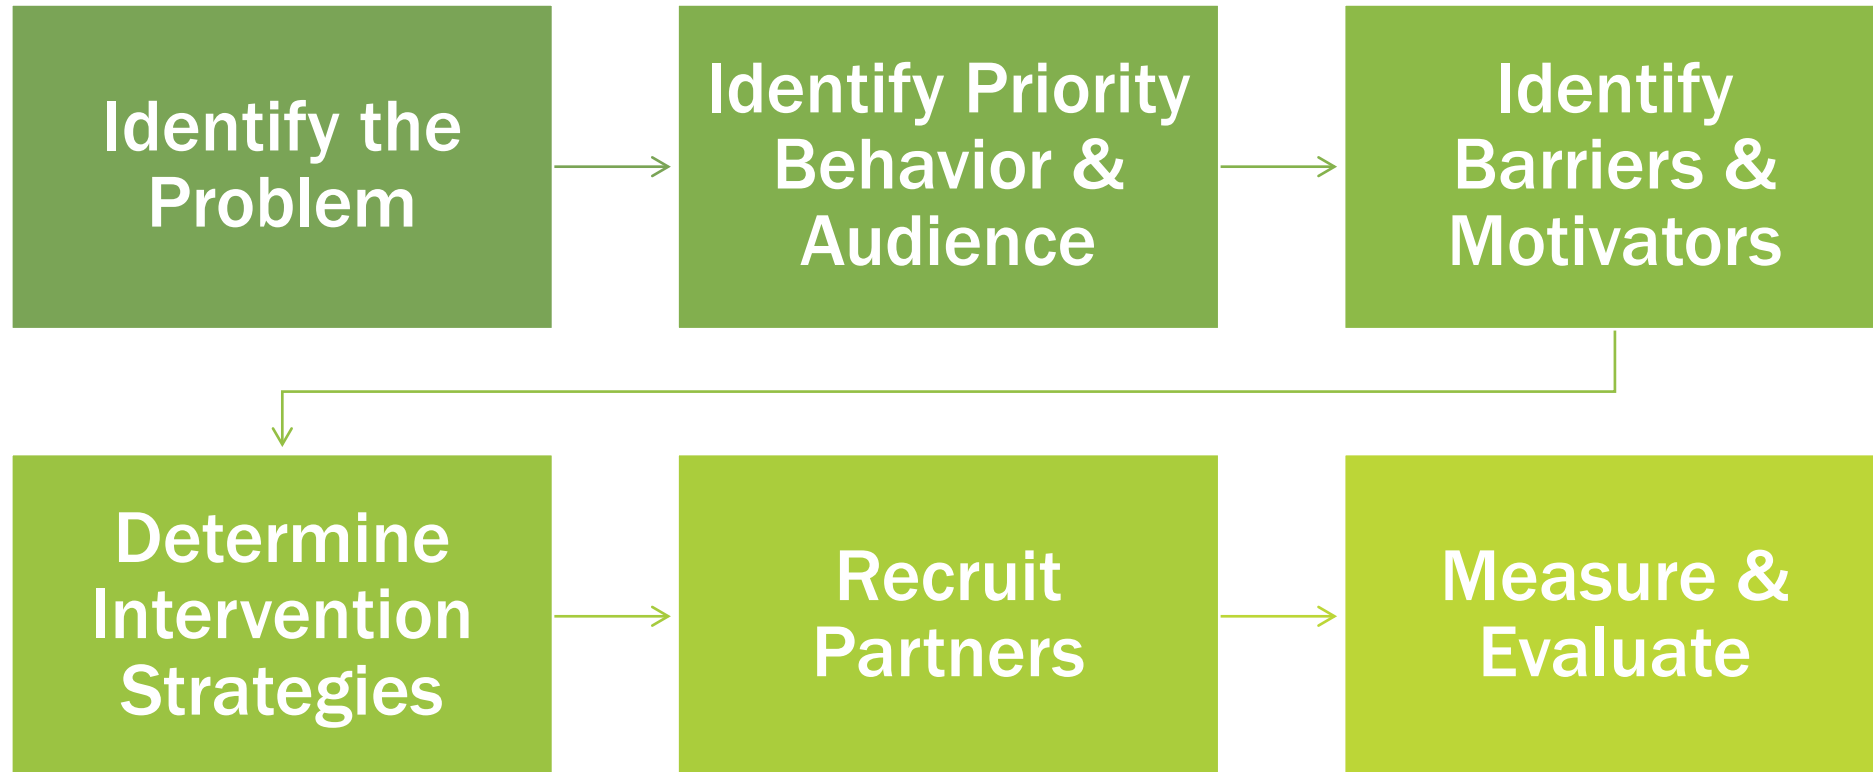 Identify the
Problem
Identify Priority
Behavior &
Audience
Identify
Barriers &
Motivators
Determine
Intervention
Strategies
Recruit
Partners
Measure &
Evaluate